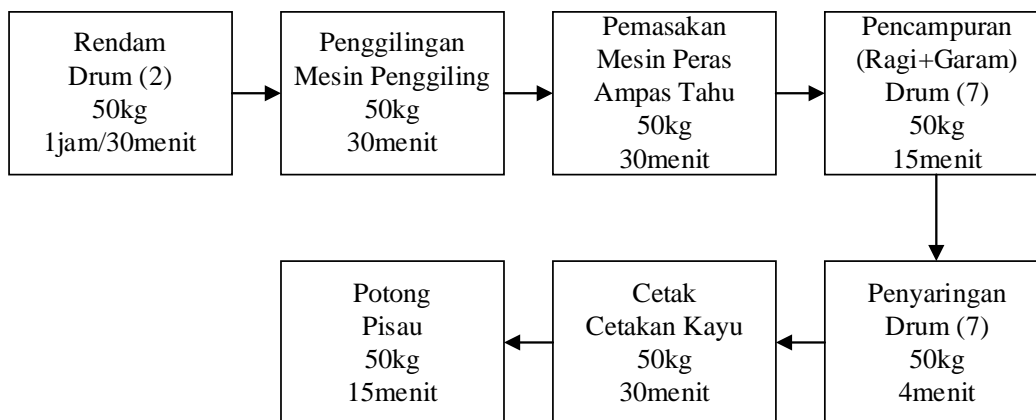 Rendam
Drum (2)
50kg
1jam/30menit
Penggilingan
Mesin Penggiling
50kg
30menit
Pemasakan
Mesin Peras
Ampas Tahu
50kg
30menit
Pencampuran
(Ragi+Garam)
Drum (7)
50kg
15menit
Penyaringan
Drum (7)
50kg
4menit
Cetak
Cetakan Kayu
50kg
30menit
Potong
Pisau
50kg
15menit